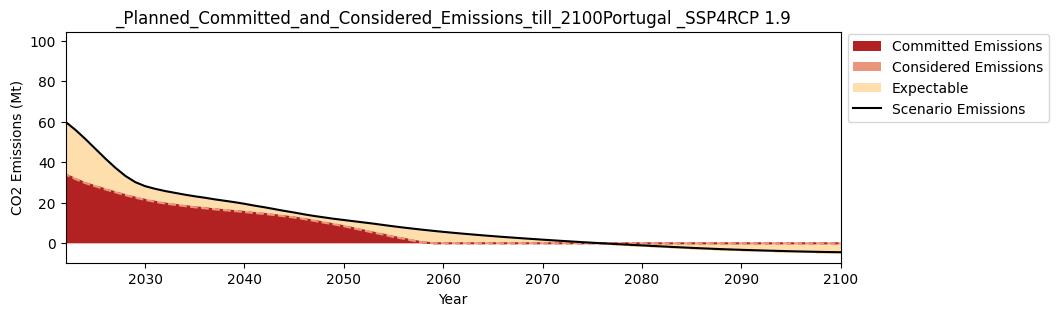 _Planned_Committed_and_Considered_Emissions_till_2100Portugal _SSP4RCP 1.9
100
80
60
40
20
0
CO2 Emissions (Mt)
2030
2040
2050
2060
2070
2080
2090
2100
Year
Committed Emissions
Considered Emissions
Expectable
Scenario Emissions